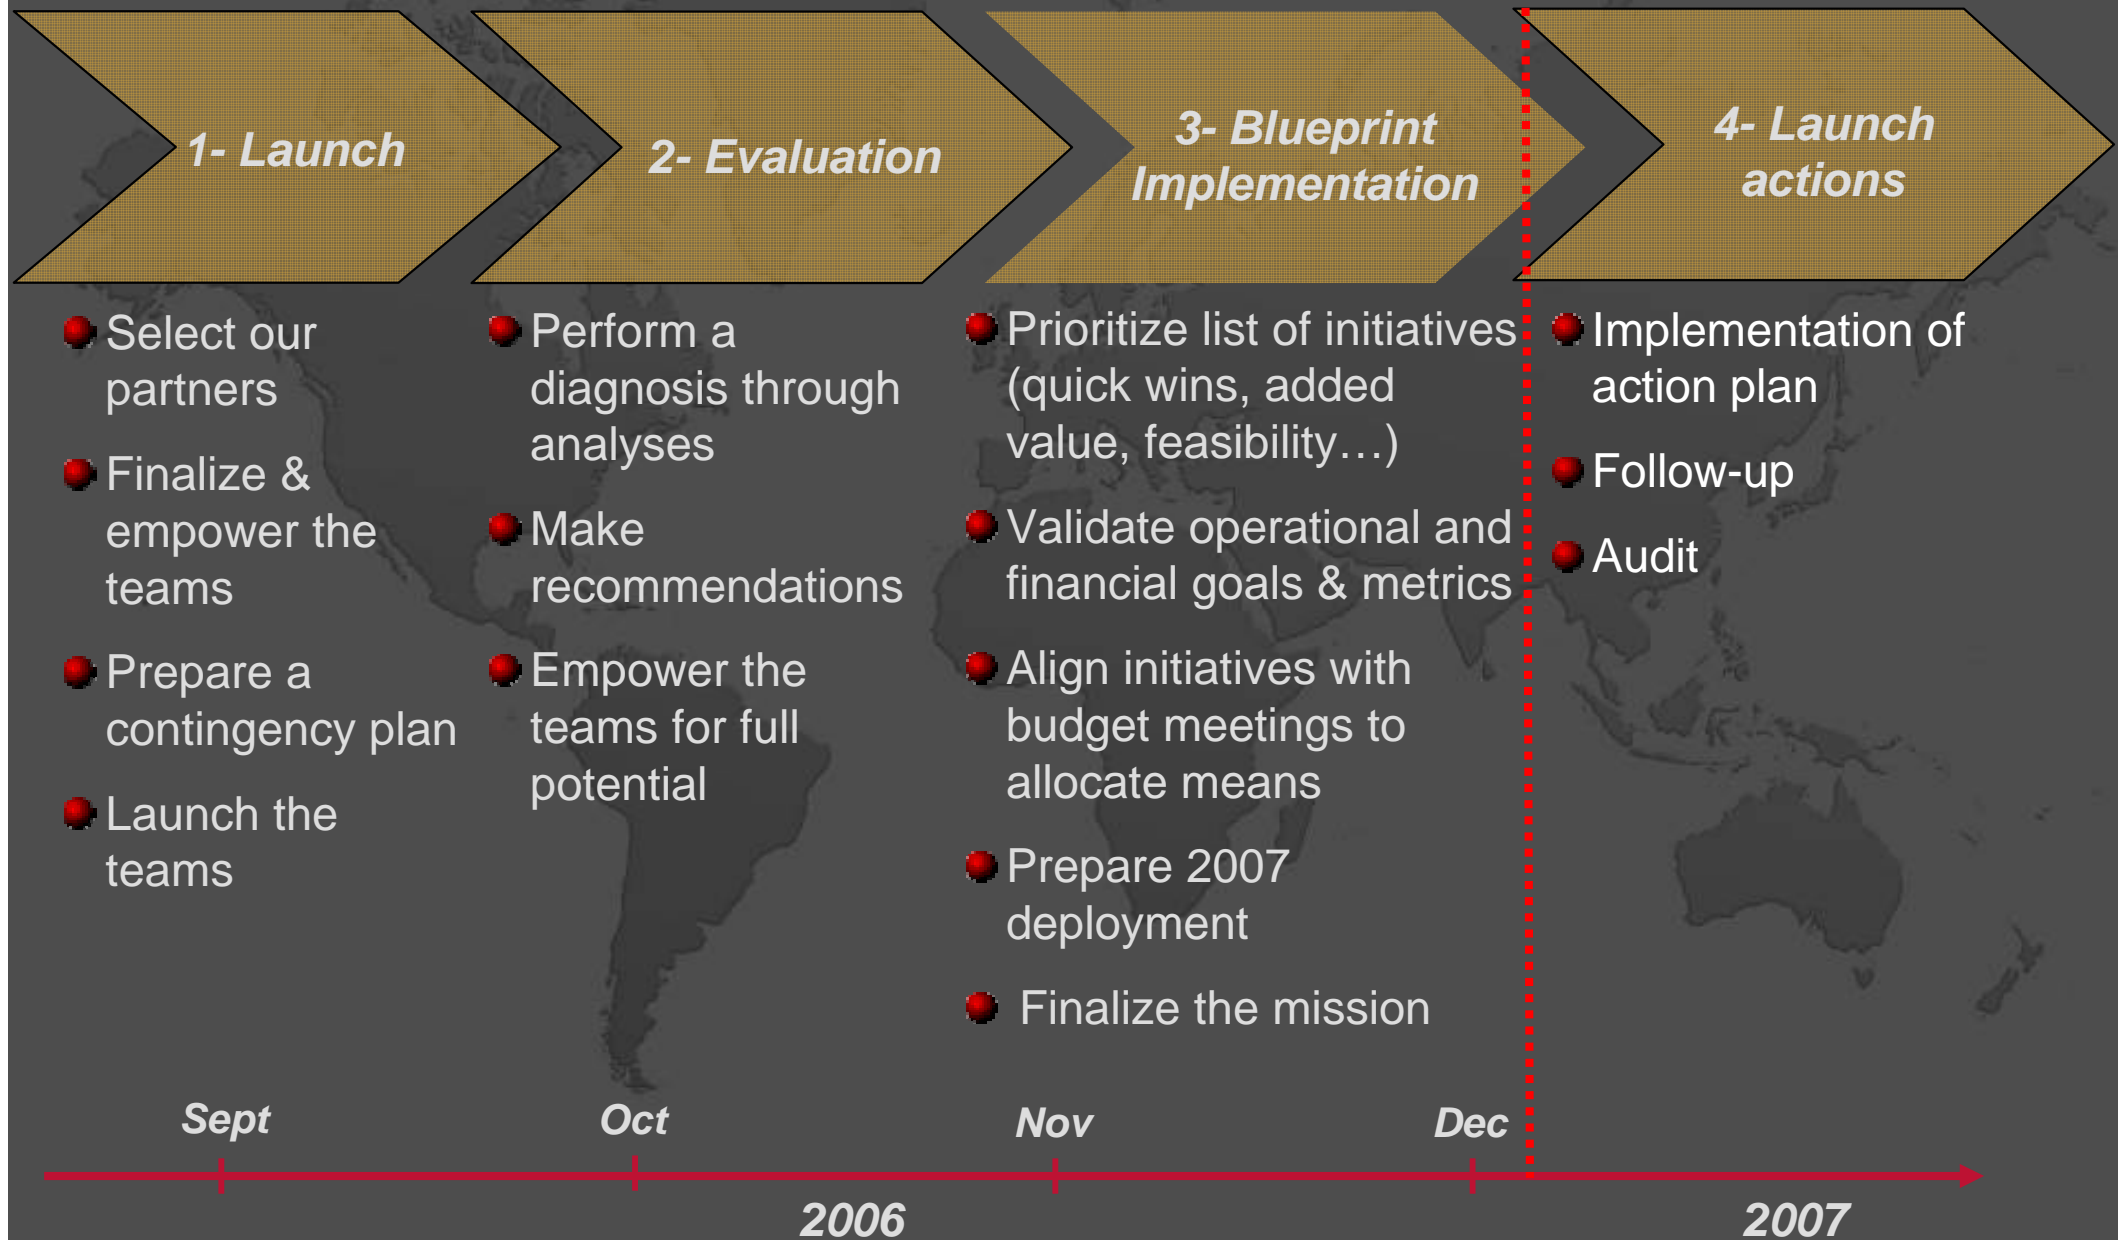 1- Launch
2- Evaluation
3- Blueprint
Implementation
4- Launch
actions
Select our
partners
Finalize &
empower the
teams
Prepare a
contingency plan
Launch the
teams
Perform a
diagnosis through
analyses
Make
recommendations
Empower the
teams for full
potential
Prioritize list of initiatives
(quick wins, added
value, feasibility…)
Validate operational and
financial goals & metrics
Align initiatives with
budget meetings to
allocate means
Prepare 2007
deployment
Finalize the mission
Implementation of
action plan
Follow-up
Audit
Sept
Oct
Nov
Dec
2006
2007